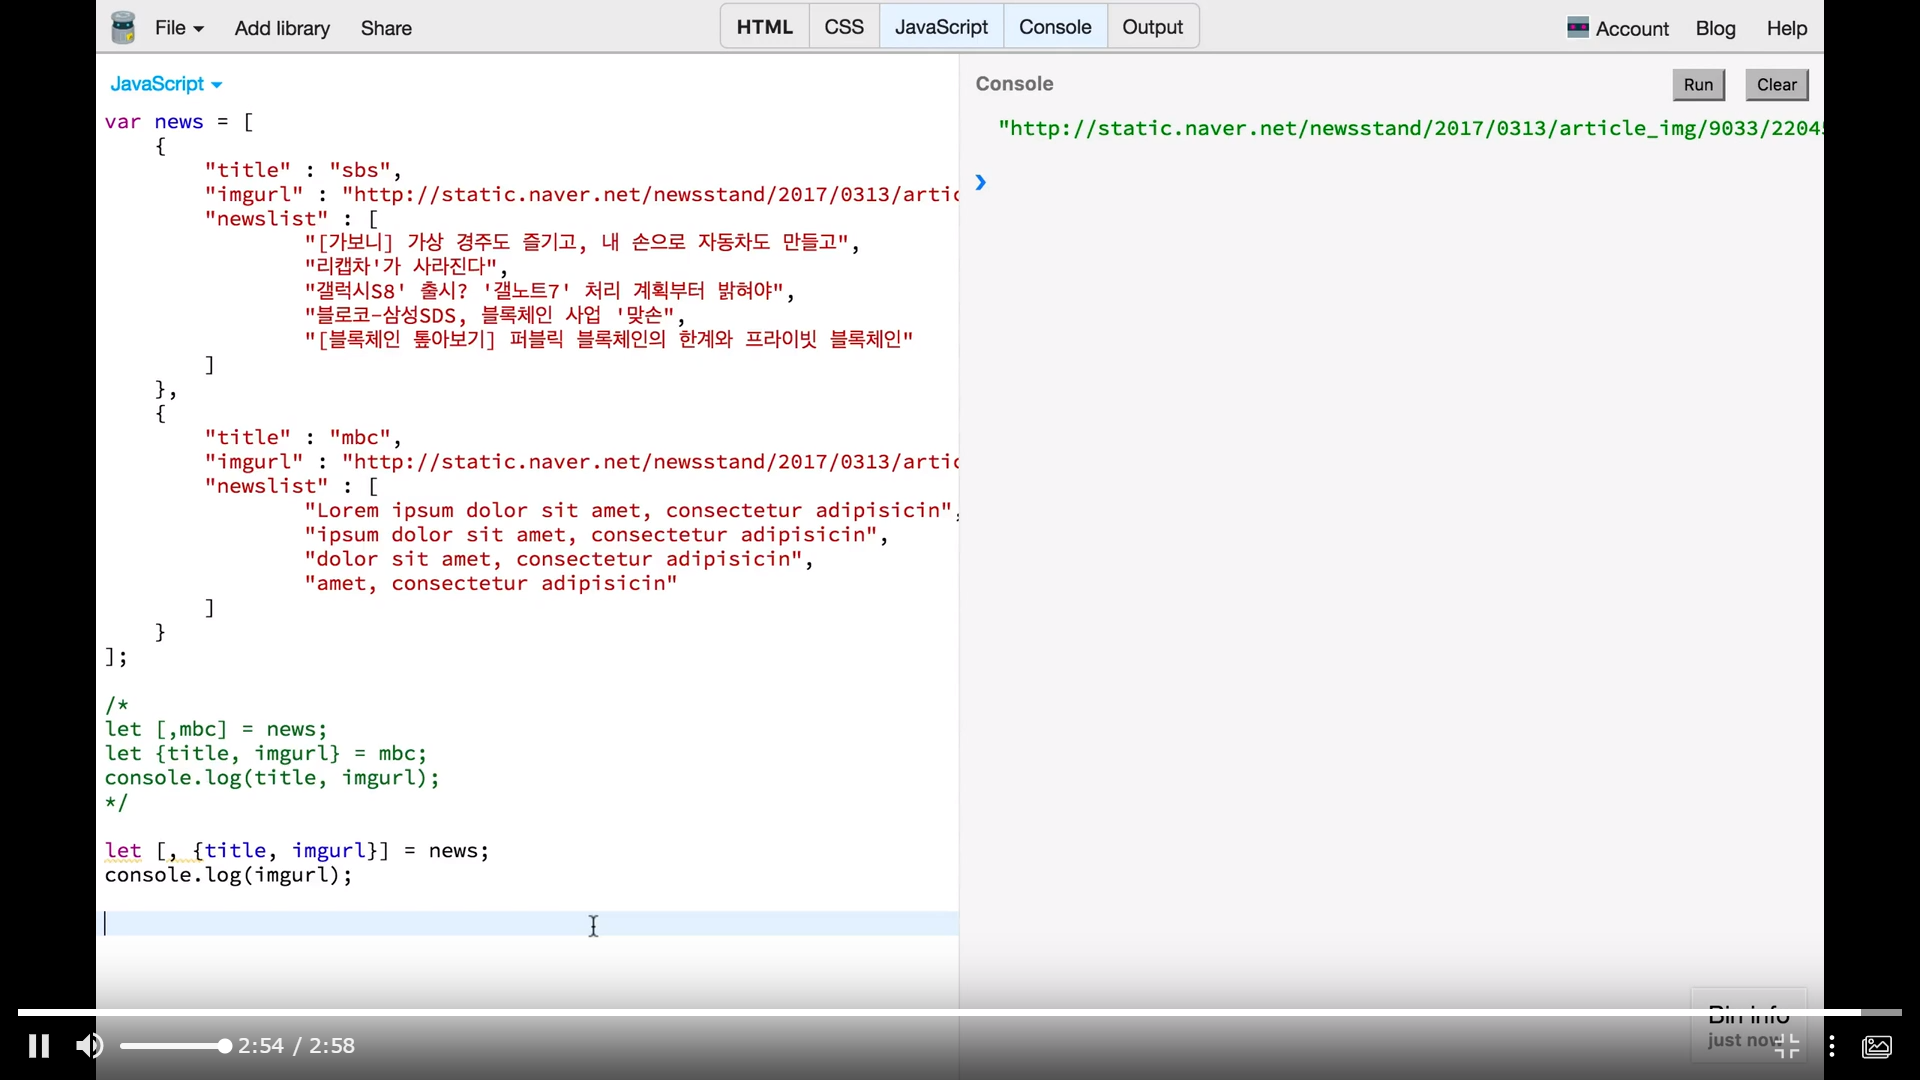 File Add library Share HTML CSS JavaScript Console Output Account Blog Help
JavaScript
var news = [
{
"title" : "sbs",
"imgurl" : "http://static.naver.net/newsstand/2017/0313/artic
"newslist" : [
"[가보니] 가상 경주도 즐기고, 내 손으로 자동차도 만들고",
"리캡차'가 사라진다",
"갤럭시S8' 출시? '갤노트7' 처리 계획부터 밝혀야",
"블로코-삼성SDS, 블록체인 사업 '맞손",
"[블록체인 톺아보기] 퍼블릭 블록체인의 한계와 프라이빗 블록체인"
]
},
{
"title" : "mbc",
"imgurl" : "http://static.naver.net/newsstand/2017/0313/artic
"newslist" : [
"Lorem ipsum dolor sit amet, consectetur adipisicin",
"ipsum dolor sit amet, consectetur adipisicin",
"dolor sit amet, consectetur adipisicin",
"amet, consectetur adipisicin"
]
}
];
/*
let [,mbc] = news;
let {title, imgurl} = mbc;
console.log(title, imgurl);
*/
let [, {title, imgurl}] = news;
console.log(imgurl);
Console Run Clear
"http://static.naver.net/newsstand/2017/0313/article_img/9033/22045
Bin info
just now
2:54 / 2:58